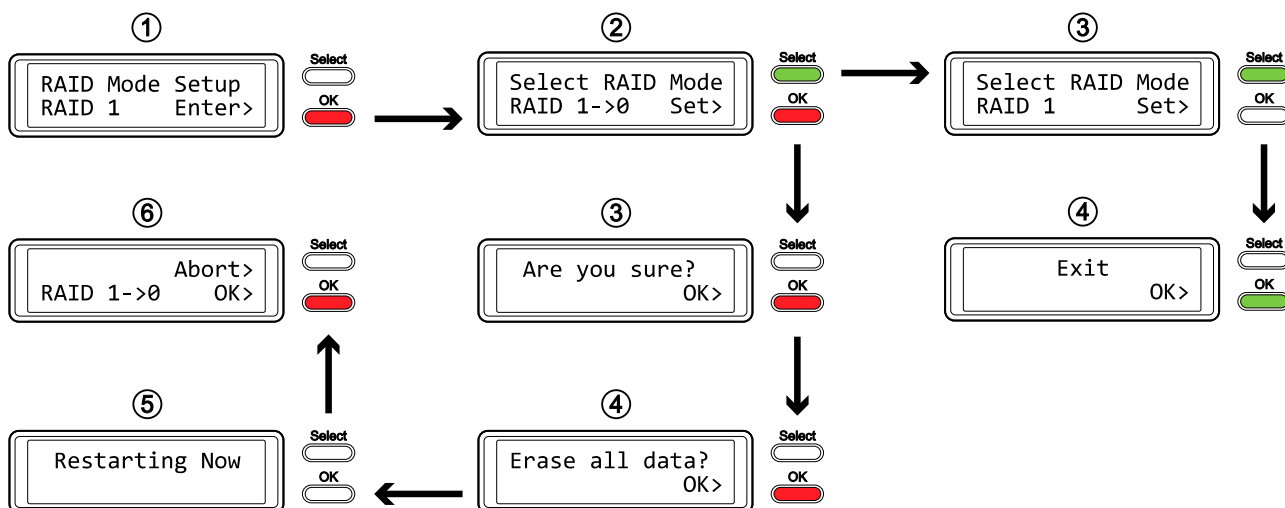 ①
RAID Mode Setup
RAID 1 Enter>
Select
OK
②
Select RAID Mode
RAID 1->0 Set>
Select
OK
③
Select RAID Mode
RAID 1 Set>
Select
OK
⑥
Abort>
RAID 1->0 OK>
Select
OK
③
Are you sure?
OK>
Select
OK
④
Exit
OK>
Select
OK
⑤
Restarting Now
Select
OK
④
Erase all data?
OK>
Select
OK